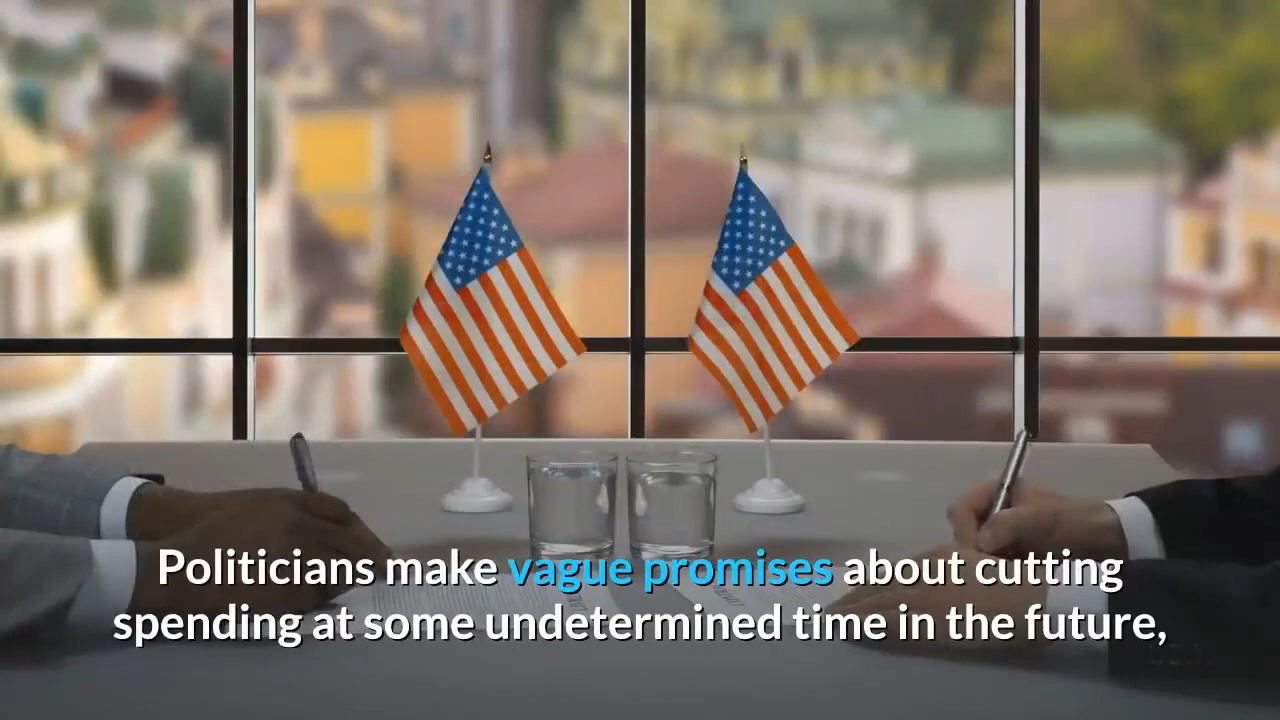 Politicians make vague promises about cutting
spending at some undetermined time in the future,